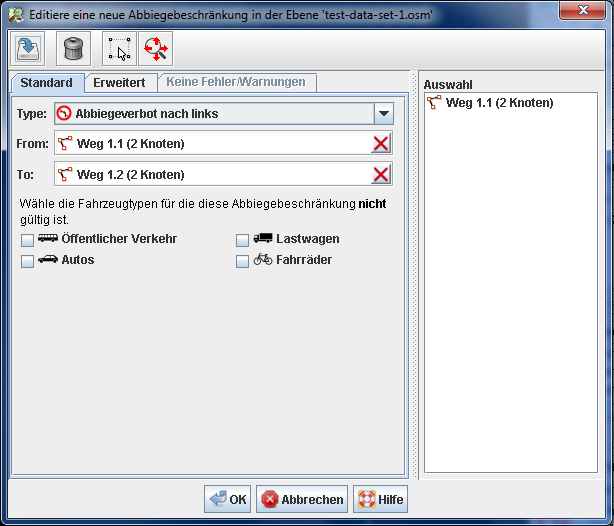 Editiere eine neue Abbiegebeschränkung in der Ebene 'test-data-set-1.osm'
Standard
Erweitert
Keine Fehler/Warnungen
Type:
Abbiegeverbot nach links
From:
Weg 1.1 (2 Knoten)
To:
Weg 1.2 (2 Knoten)
Wähle die Fahrzeugtypen für die diese Abbiegebeschränkung nicht
gültig ist.
Öffentlicher Verkehr
Lastwagen
Autos
Fahrräder
Auswahl
Weg 1.1 (2 Knoten)
OK
Abbrechen
Hilfe